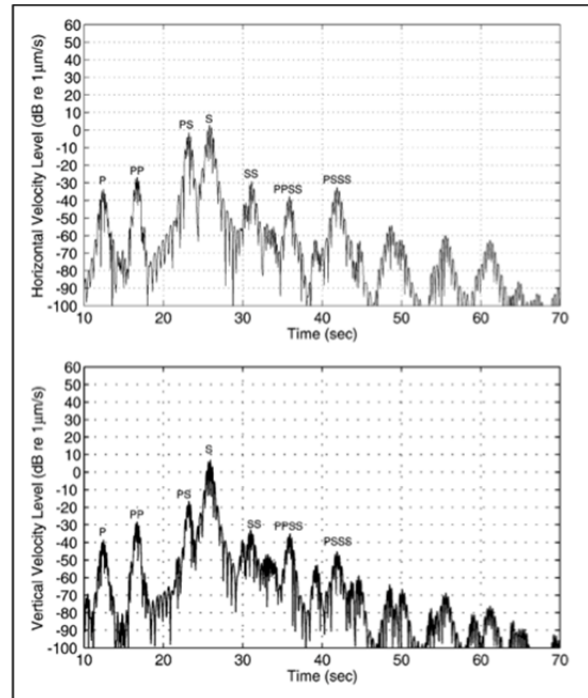 Horizontal Velocity Level (dB re 1μm/s)
60
50
40
30
20
10
0
-10
-20
-30
-40
-50
-60
-70
-80
-90
-100
P
PP
PS
S
SS
PPSS
PSSS
10 20 30 40 50 60 70
Time (sec)
Vertical Velocity Level (dB re 1μm/s)
60
50
40
30
20
10
0
-10
-20
-30
-40
-50
-60
-70
-80
-90
-100
P
PP
PS
S
SS
PPSS
PSSS
10 20 30 40 50 60 70
Time (sec)